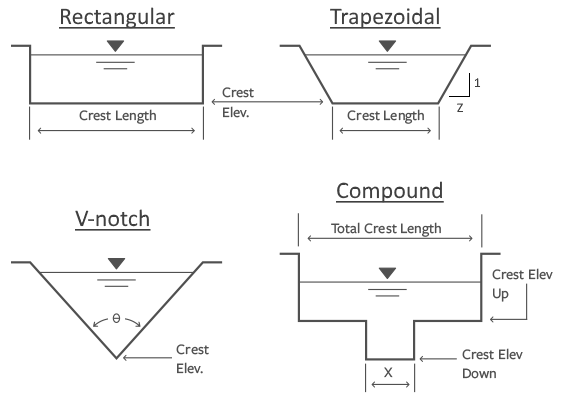 Rectangular
Trapezoidal
Crest
Elev.
1
Z
Crest Length
Crest Length
V-notch
Compound
Total Crest Length
Crest Elev
Up
θ
Crest
Elev.
Crest Elev
Down
X